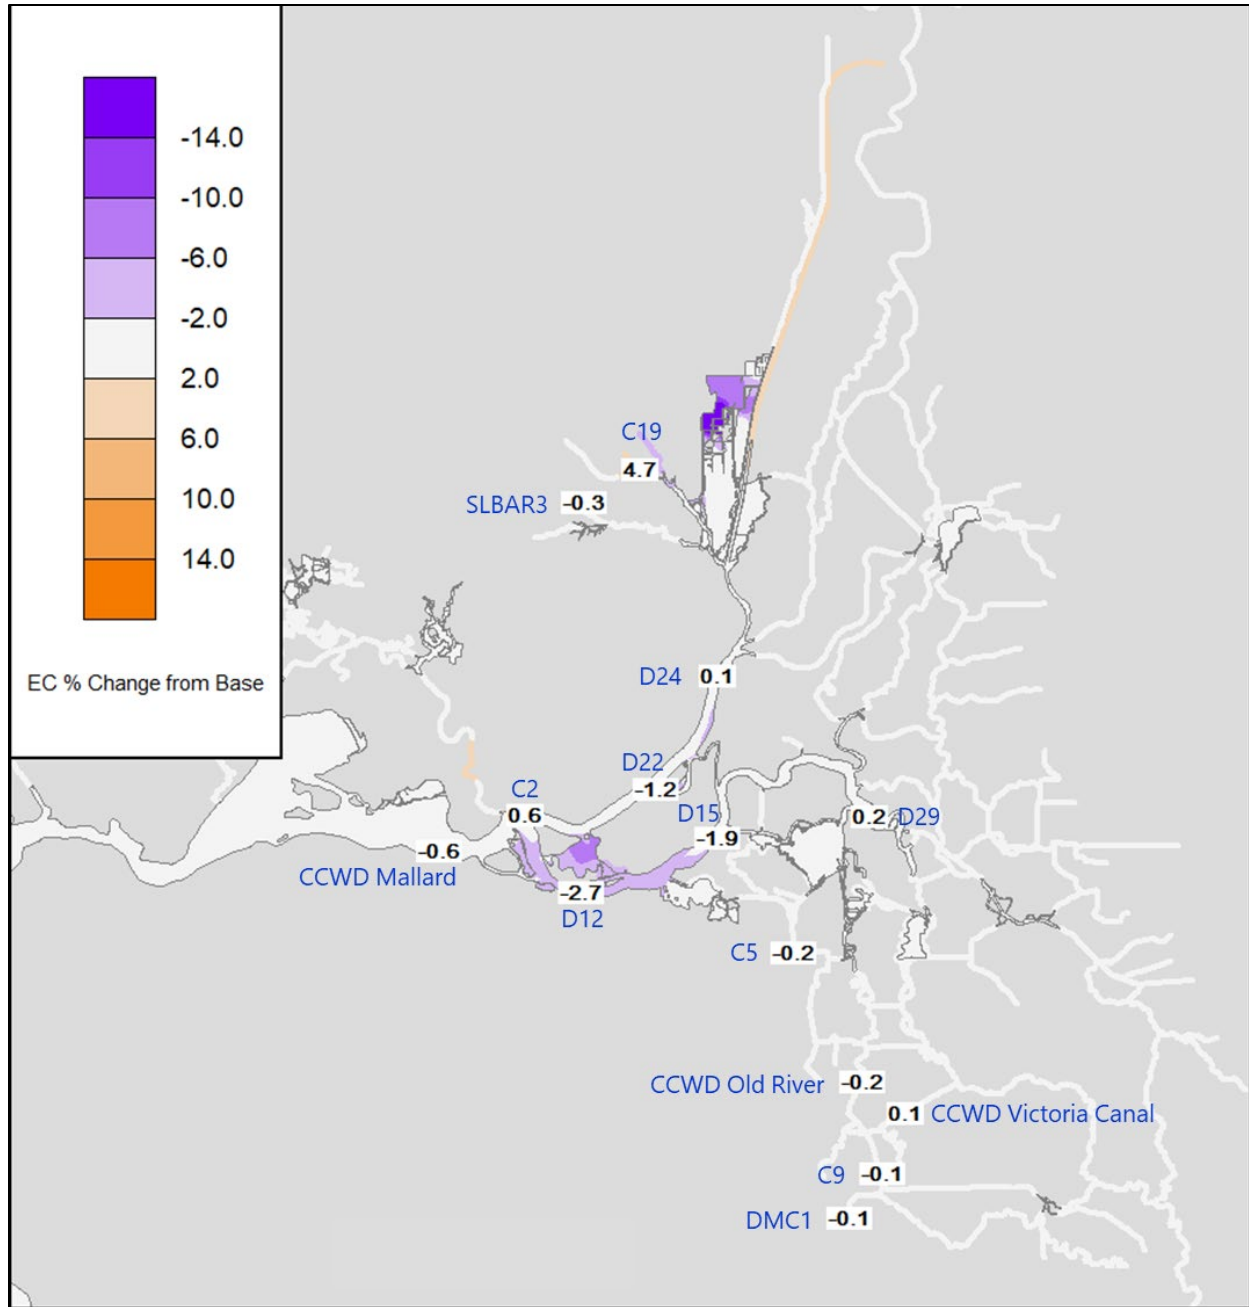 -14.0
-10.0
-6.0
-2.0
2.0
6.0
10.0
14.0
EC % Change from Base
C19
4.7
SLBAR3 -0.3
D24 0.1
D22
-1.2
C2
0.6
D15
-1.9
0.2 D29
-0.6
CCWD Mallard
-2.7
D12
C5 -0.2
CCWD Old River -0.2
0.1 CCWD Victoria Canal
C9 -0.1
DMC1 -0.1